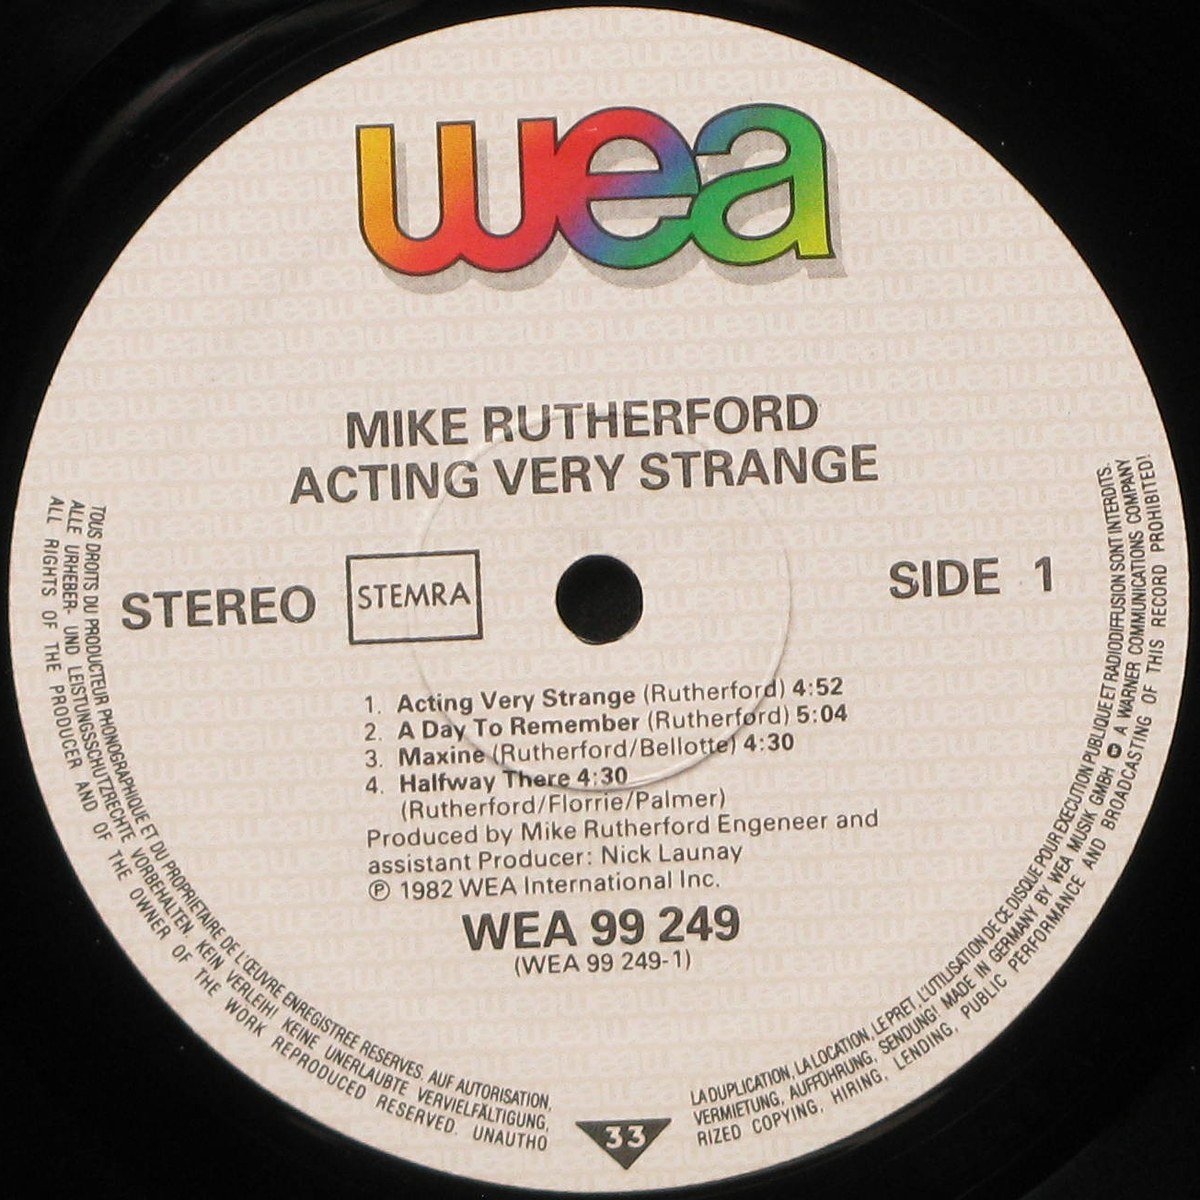 wea
MIKE RUTHERFORD
ACTING VERY STRANGE
STEREO
STEMRA
SIDE 1
1. Acting Very Strange (Rutherford) 4:52
2. A Day To Remember (Rutherford) 5:04
3. Maxine (Rutherford/Bellotte) 4:30
4. Halfway There 4:30
(Rutherford/Florrie/Palmer)
Produced by Mike Rutherford Engeneer and
assistant Producer: Nick Launay
℗ 1982 WEA International Inc.
WEA 99 249
(WEA 99 249-1)
TOUS DROITS DU PRODUCTEUR PHONOGRAPHIQUE ET DU PROPRIETAIRE DE L'ŒUVRE ENREGISTREE RESERVES. AUF AUTORISATION,
ALLE URHEBER- UND LEISTUNGSSCHUTZRECHTE VORBEHALTEN. KEIN VERLEIH! KEINE UNERLAUBTE VERVIELFÄLTIGUNG,
ALL RIGHTS OF THE PRODUCER AND OF THE OWNER OF THE WORK REPRODUCED RESERVED. UNAUTHO
33
LA DUPLICATION, LA LOCATION, LE PRET, L'UTILISATION DE CE DISQUE POUR EXECUTION PUBLIQUE ET RADIODIFFUSION SONT INTERDITS.
VERMIETUNG, AUFFÜHRUNG, SENDUNG! MADE IN GERMANY BY WEA MUSIK GMBH A WARNER COMMUNICATIONS COMPANY
RIZED COPYING, HIRING, LENDING, PUBLIC PERFORMANCE AND BROADCASTING OF THIS RECORD PROHIBITED!